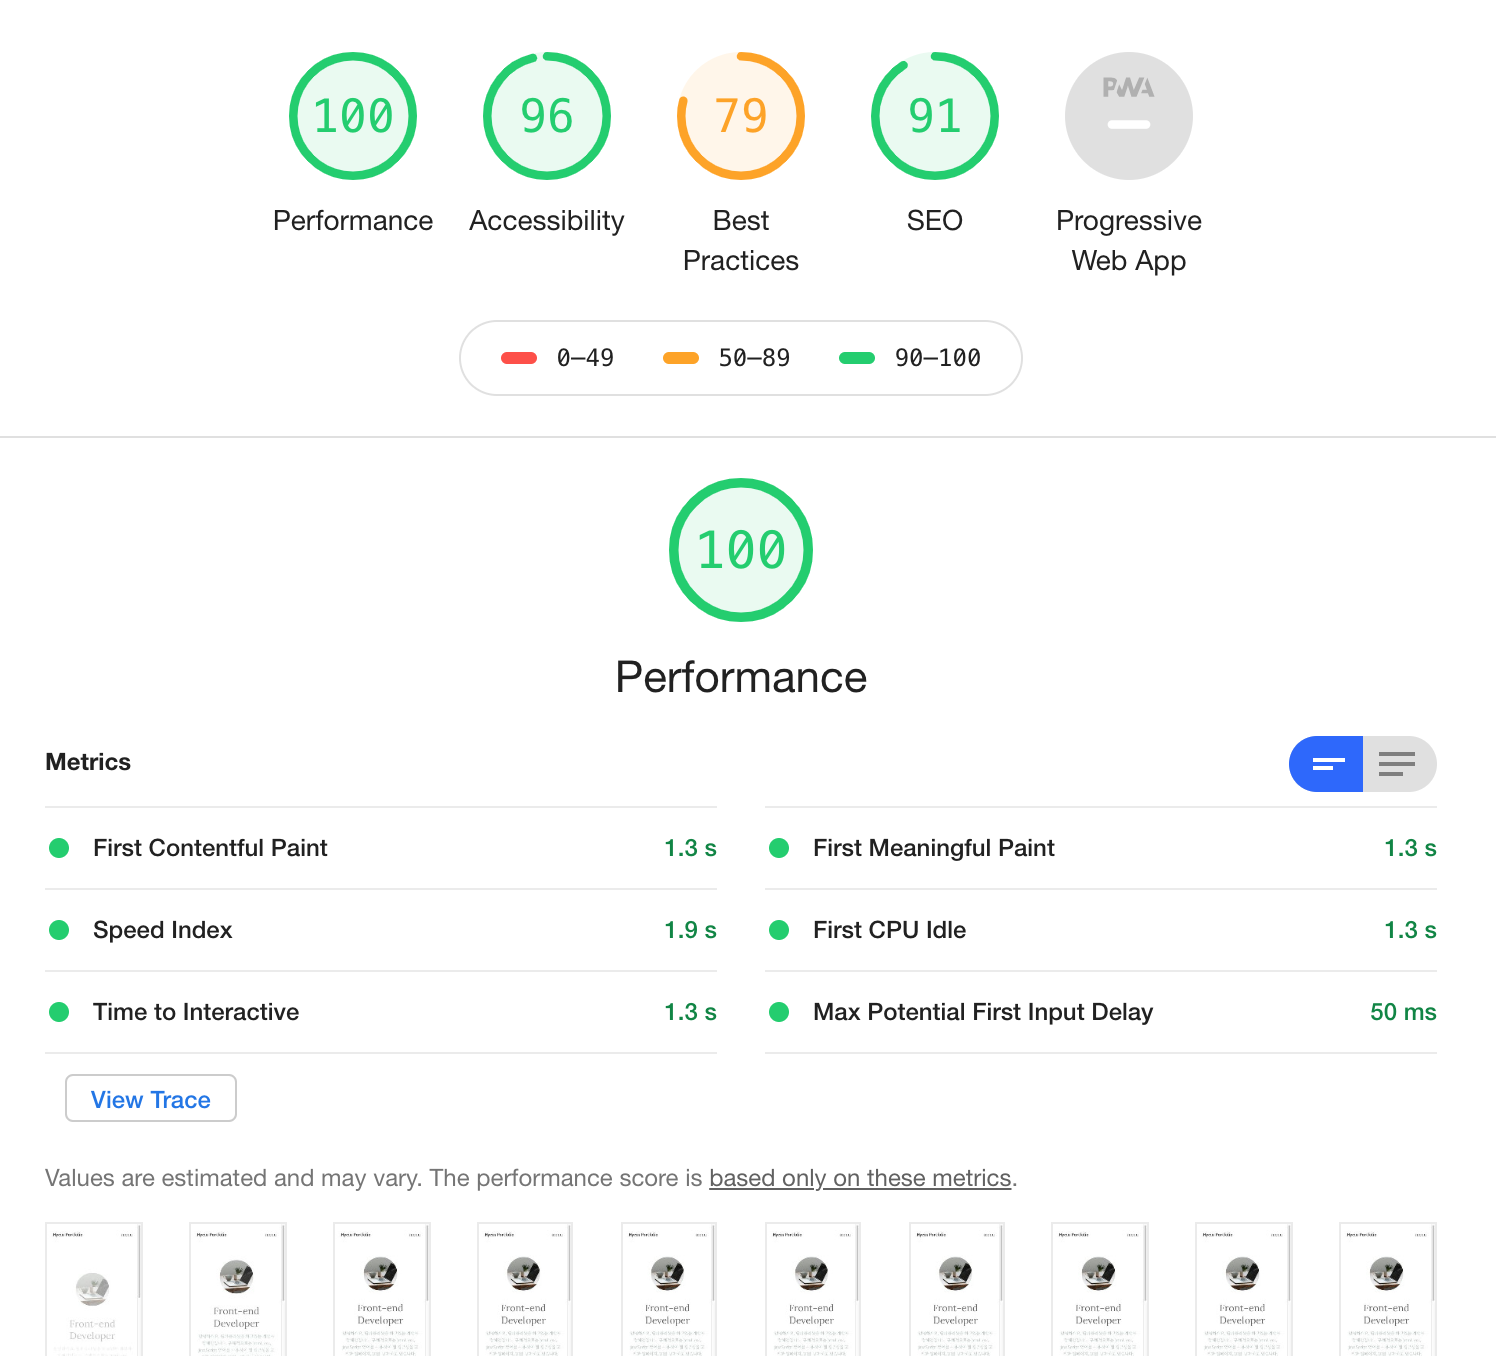 100
96
79
91
PWA
Performance
Accessibility
Best
Practices
SEO
Progressive
Web App
0–49
50–89
90–100
100
Performance
Metrics
First Contentful Paint
1.3 s
First Meaningful Paint
1.3 s
Speed Index
1.9 s
First CPU Idle
1.3 s
Time to Interactive
1.3 s
Max Potential First Input Delay
50 ms
View Trace
Values are estimated and may vary. The performance score is based only on these metrics.
Front-end
Developer
Front-end
Developer
Front-end
Developer
Front-end
Developer
Front-end
Developer
Front-end
Developer
Front-end
Developer
Front-end
Developer
Front-end
Developer
Front-end
Developer